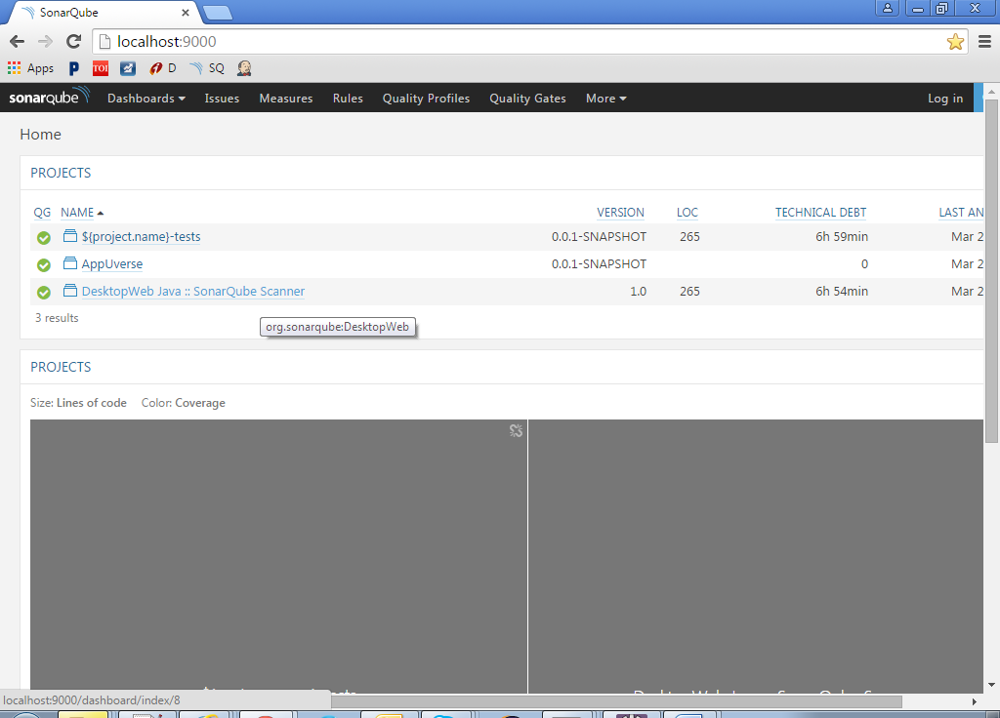 SonarQube
localhost:9000
Apps P TOI D SQ
sonarqube Dashboards Issues Measures Rules Quality Profiles Quality Gates More Log in
Home
PROJECTS
QG NAME VERSION LOC TECHNICAL DEBT LAST AN
${project.name}-tests 0.0.1-SNAPSHOT 265 6h 59min Mar 2
AppUverse 0.0.1-SNAPSHOT 0 Mar 2
DesktopWeb Java :: SonarQube Scanner 1.0 265 6h 54min Mar 2
3 results
org.sonarqube:DesktopWeb
PROJECTS
Size: Lines of code Color: Coverage
localhost:9000/dashboard/index/8